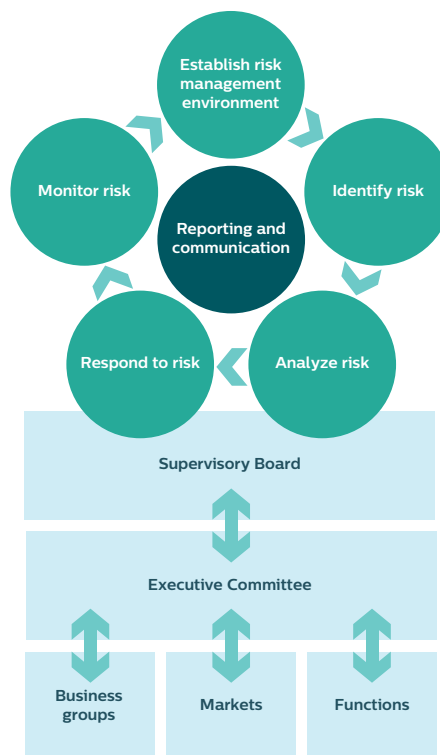 Establish risk
management
environment
Monitor risk
Identify risk
Reporting and
communication
Respond to risk
Analyze risk
Supervisory Board
Executive Committee
Business
groups
Markets
Functions